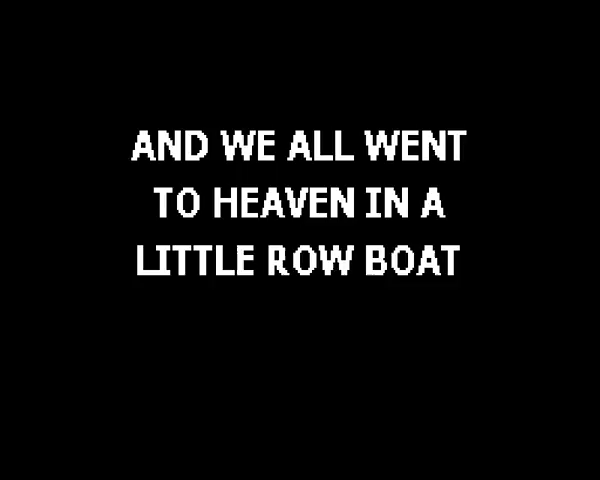 AND WE ALL WENT
TO HEAVEN IN A
LITTLE ROW BOAT